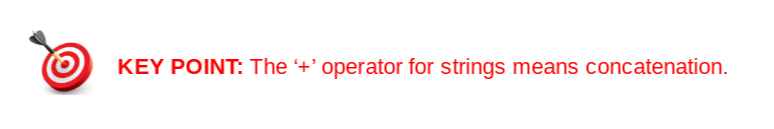 KEY POINT: The ‘+’ operator for strings means concatenation.